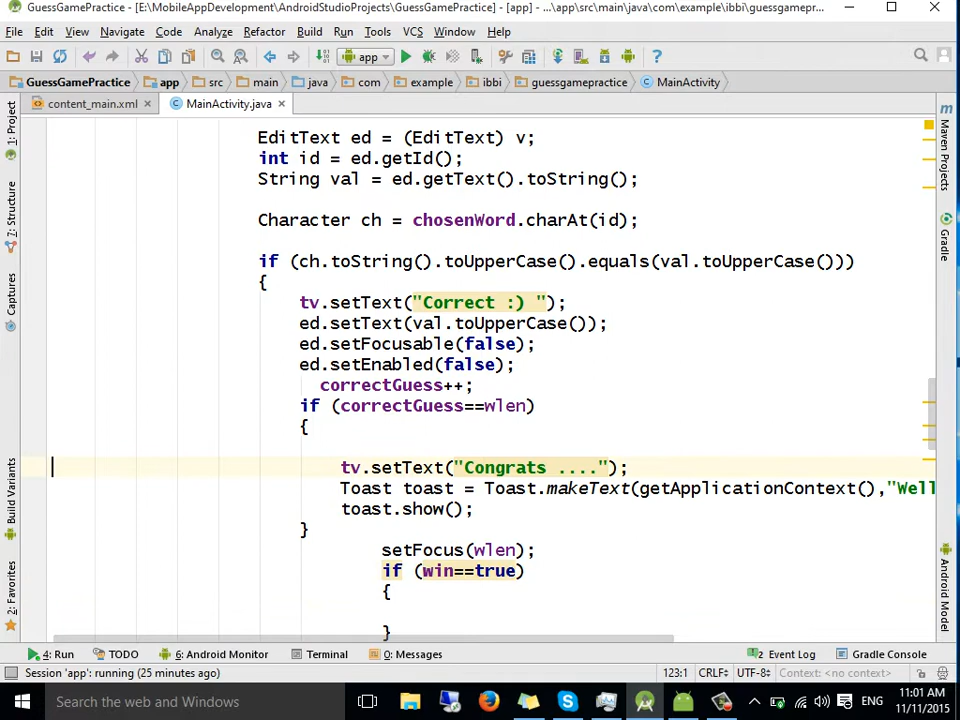 GuessGamePractice - [E:\MobileAppDevelopment\AndroidStudioProjects\GuessGamePractice] - [app] - ...\app\src\main\java\com\example\ibbi\guessgamepr...
File Edit View Navigate Code Analyze Refactor Build Run Tools VCS Window Help
app
GuessGamePractice app src main java com example ibbi guessgamepractice MainActivity
content_main.xml MainActivity.java
1: Project
7: Structure
Captures
Build Variants
2: Favorites
Maven Projects
Gradle
Android Model
EditText ed = (EditText) v;
int id = ed.getId();
String val = ed.getText().toString();
Character ch = chosenWord.charAt(id);
if (ch.toString().toUpperCase().equals(val.toUpperCase()))
{
tv.setText("Correct :) ");
ed.setText(val.toUpperCase());
ed.setFocusable(false);
ed.setEnabled(false);
correctGuess++;
if (correctGuess==wlen)
{
tv.setText("Congrats ....");
Toast toast = Toast.makeText(getApplicationContext(),"Well
toast.show();
}
setFocus(wlen);
if (win==true)
{
}
4: Run TODO 6: Android Monitor Terminal 0: Messages 2 Event Log Gradle Console
Session 'app': running (25 minutes ago) 123:1 CRLF UTF-8 Context: <no context>
Search the web and Windows
ENG
11:01 AM
11/11/2015